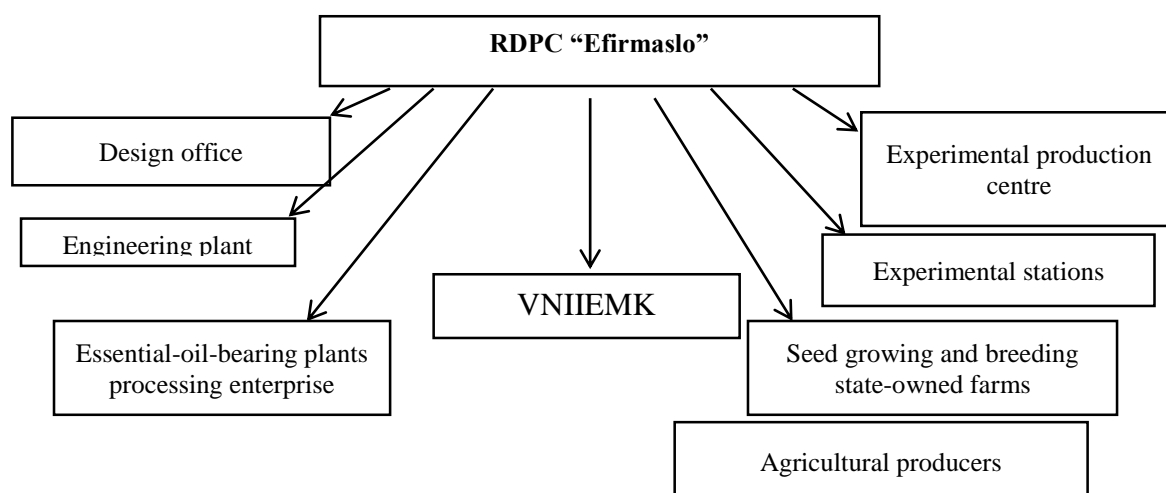 RDPC “Efirmaslo”
Design office
Experimental production
centre
Engineering plant
Experimental stations
VNIIEMK
Essential-oil-bearing plants
processing enterprise
Seed growing and breeding
state-owned farms
Agricultural producers